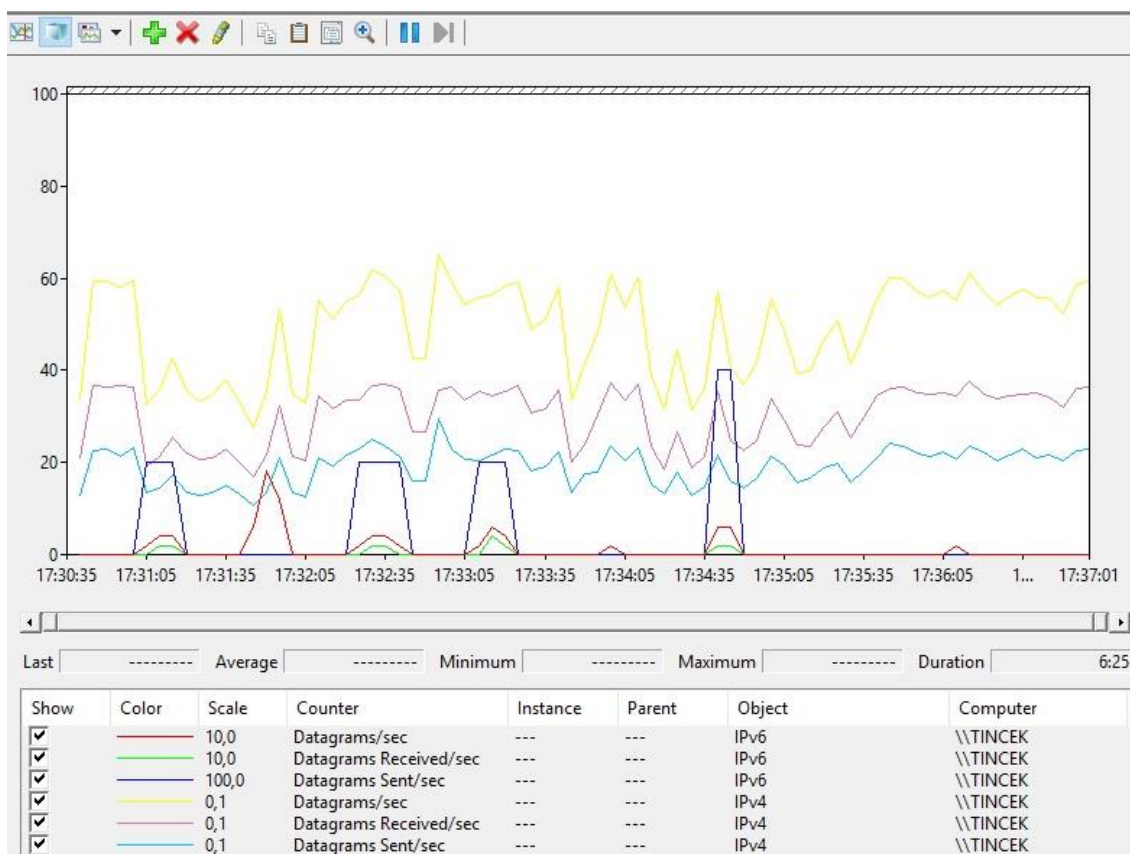 100
80
60
40
20
0
17:30:35 17:31:05 17:31:35 17:32:05 17:32:35 17:33:05 17:33:35 17:34:05 17:34:35 17:35:05 17:35:35 17:36:05 1... 17:37:01
Last --------- Average --------- Minimum --------- Maximum --------- Duration 6:25
Show Color Scale Counter Instance Parent Object Computer
10,0 Datagrams/sec --- --- IPv6 \\TINCEK
10,0 Datagrams Received/sec --- --- IPv6 \\TINCEK
100,0 Datagrams Sent/sec --- --- IPv6 \\TINCEK
0,1 Datagrams/sec --- --- IPv4 \\TINCEK
0,1 Datagrams Received/sec --- --- IPv4 \\TINCEK
0,1 Datagrams Sent/sec --- --- IPv4 \\TINCEK